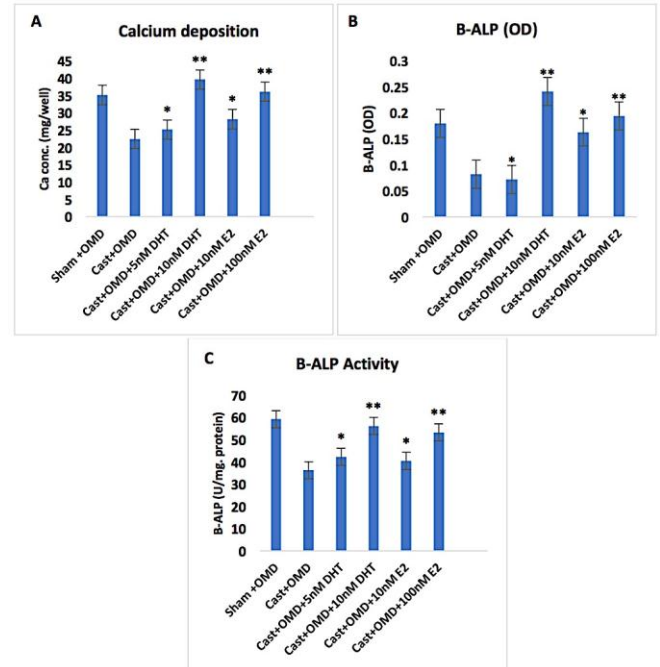 A
Calcium deposition
Ca conc. (mg/well)
45
40
35
30
25
20
15
10
5
0
*
**
*
**
Sham +OMD
Cast+OMD
Cast+OMD+5nM DHT
Cast+OMD+10nM DHT
Cast+OMD+10nM E2
Cast+OMD+100nM E2
B
B-ALP (OD)
B-ALP (OD)
0.3
0.25
0.2
0.15
0.1
0.05
0
*
**
*
**
Sham +OMD
Cast+OMD
Cast+OMD+5nM DHT
Cast+OMD+10nM DHT
Cast+OMD+10nM E2
Cast+OMD+100nM E2
C
B-ALP Activity
B-ALP (U/mg. protein)
70
60
50
40
30
20
10
0
*
**
*
**
Sham +OMD
Cast+OMD
Cast+OMD+5nM DHT
Cast+OMD+10nM DHT
Cast+OMD+10nM E2
Cast+OMD+100nM E2